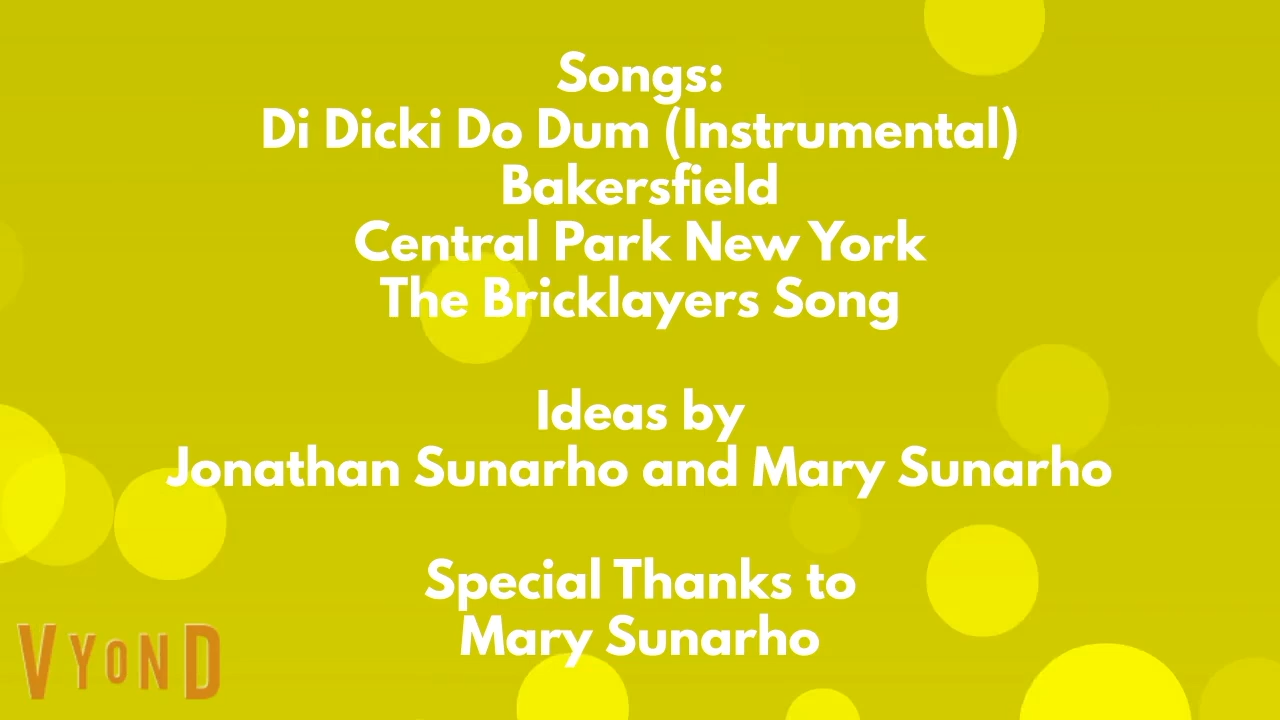 Songs:
Di Dicki Do Dum (Instrumental)
Bakersfield
Central Park New York
The Bricklayers Song
Ideas by
Jonathan Sunarho and Mary Sunarho
Special Thanks to
Mary Sunarho
VYOND